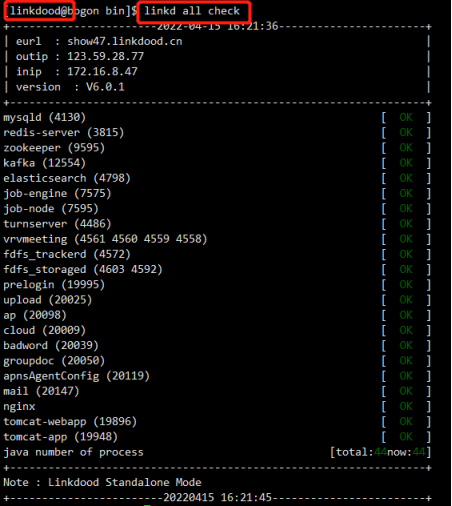 [linkdood@bogon bin]$ linkd all check
+-----------------------2022-04-15 16:21:36-----------------------+
| eurl : show47.linkdood.cn |
| outip : 123.59.28.77 |
| inip : 172.16.8.47 |
| version : V6.0.1 |
+-----------------------------------------------------------------+
mysqld (4130) [ OK ]
redis-server (3815) [ OK ]
zookeeper (9595) [ OK ]
kafka (12554) [ OK ]
elasticsearch (4798) [ OK ]
job-engine (7575) [ OK ]
job-node (7595) [ OK ]
turnserver (4486) [ OK ]
vrvmeeting (4561 4560 4559 4558) [ OK ]
fdfs_trackerd (4572) [ OK ]
fdfs_storaged (4603 4592) [ OK ]
prelogin (19995) [ OK ]
upload (20025) [ OK ]
ap (20098) [ OK ]
cloud (20009) [ OK ]
badword (20039) [ OK ]
groupdoc (20050) [ OK ]
apnsAgentConfig (20119) [ OK ]
mail (20147) [ OK ]
nginx [ OK ]
tomcat-webapp (19896) [ OK ]
tomcat-app (19948) [ OK ]
java number of process [total:44now:44]
+-----------------------------------------------------------------+
Note : Linkdood Standalone Mode
+-----------------------20220415 16:21:45-------------------------+